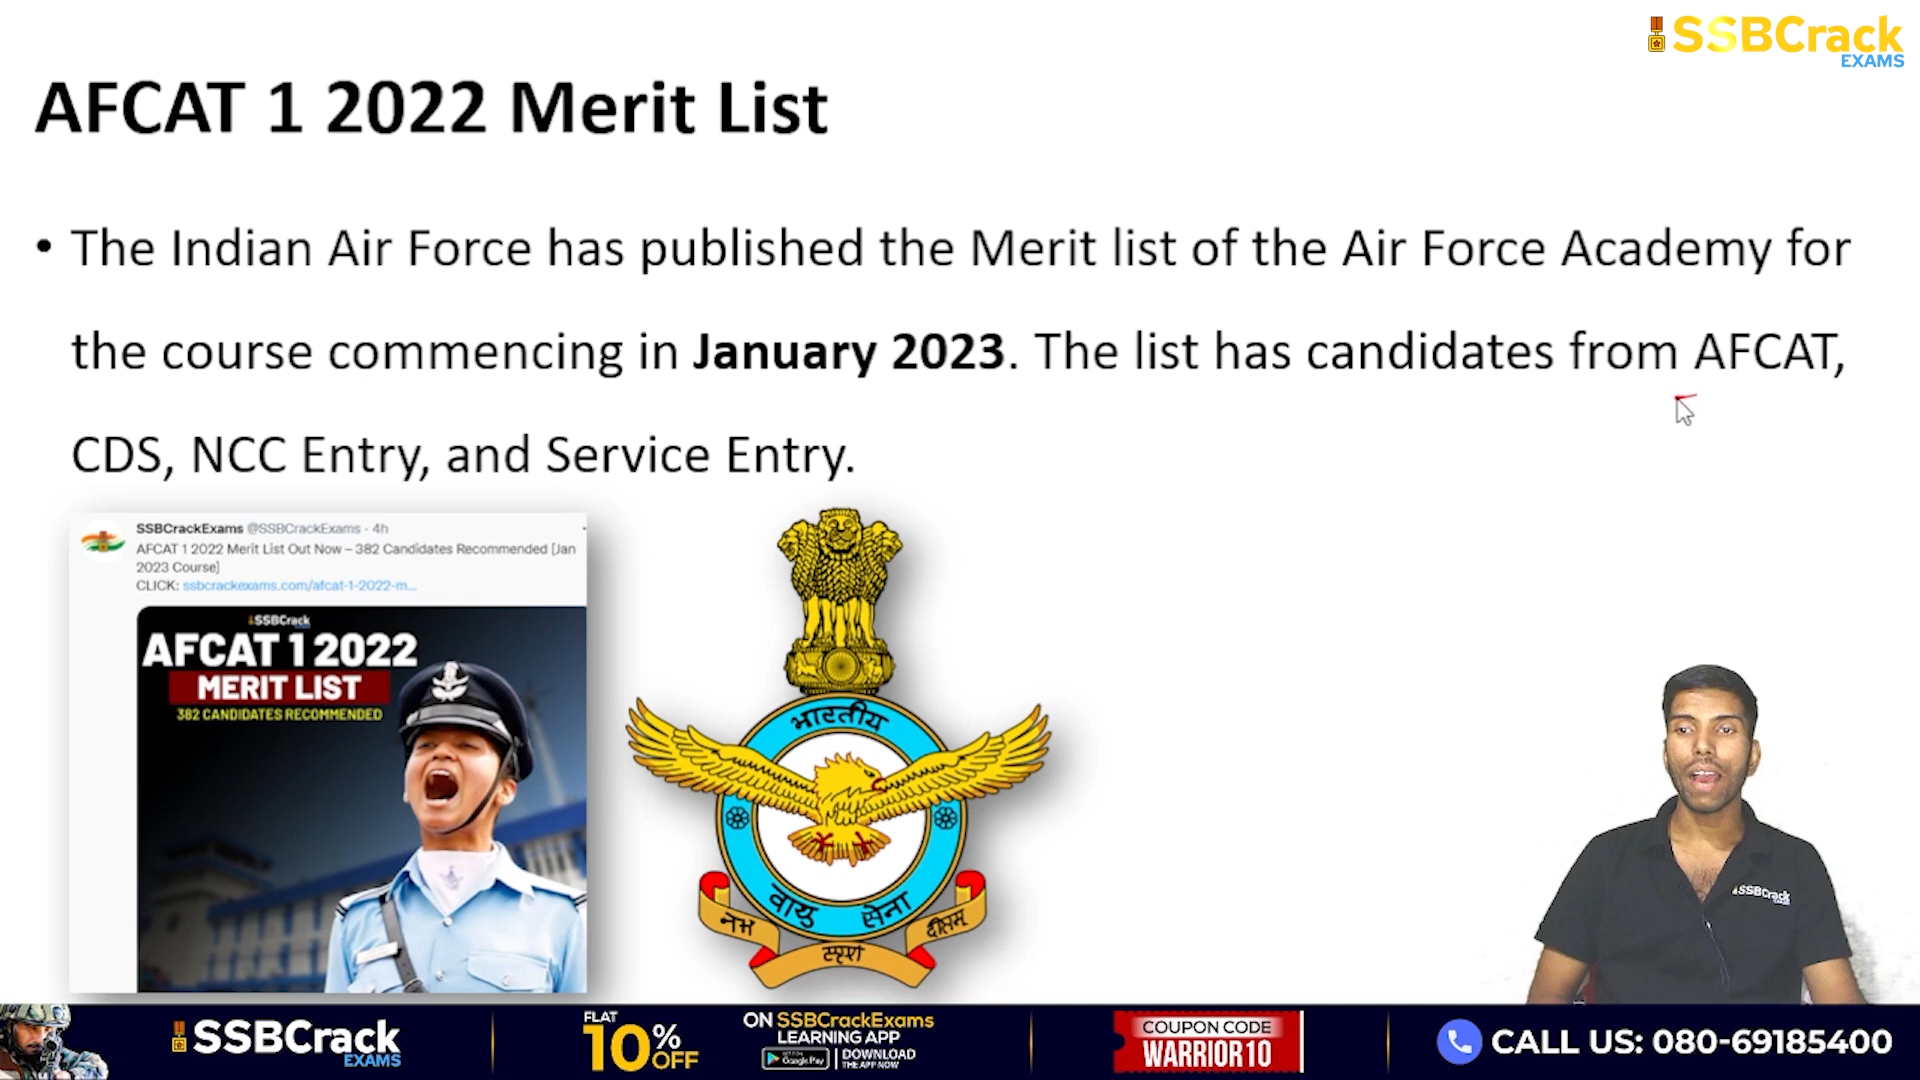 SSBCrack
EXAMS
AFCAT 1 2022 Merit List
• The Indian Air Force has published the Merit list of the Air Force Academy for
the course commencing in January 2023. The list has candidates from AFCAT,
CDS, NCC Entry, and Service Entry.
SSBCrackExams @SSBCrackExams · 4h
AFCAT 1 2022 Merit List Out Now – 382 Candidates Recommended [Jan
2023 Course]
CLICK: ssbcrackexams.com/afcat-1-2022-m...
SSBCrack
AFCAT 1 2022
MERIT LIST
382 CANDIDATES RECOMMENDED
भारतीय
वायु सेना
नभ स्पृशं दीप्तम्
SSBCrack
SSBCrack
EXAMS
FLAT
10% OFF
ON SSBCrackExams
LEARNING APP
Google Play
DOWNLOAD
THE APP NOW
COUPON CODE
WARRIOR10
CALL US: 080-69185400